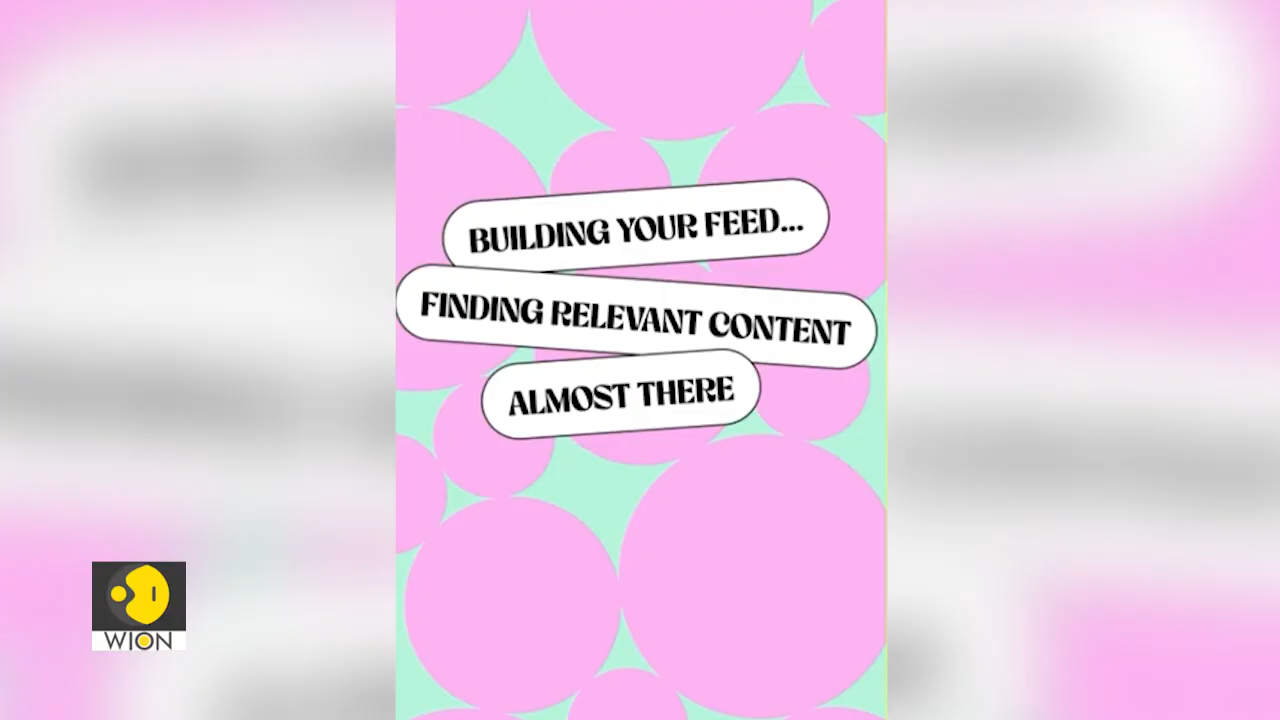 BUILDING YOUR FEED...
FINDING RELEVANT CONTENT
ALMOST THERE
WION